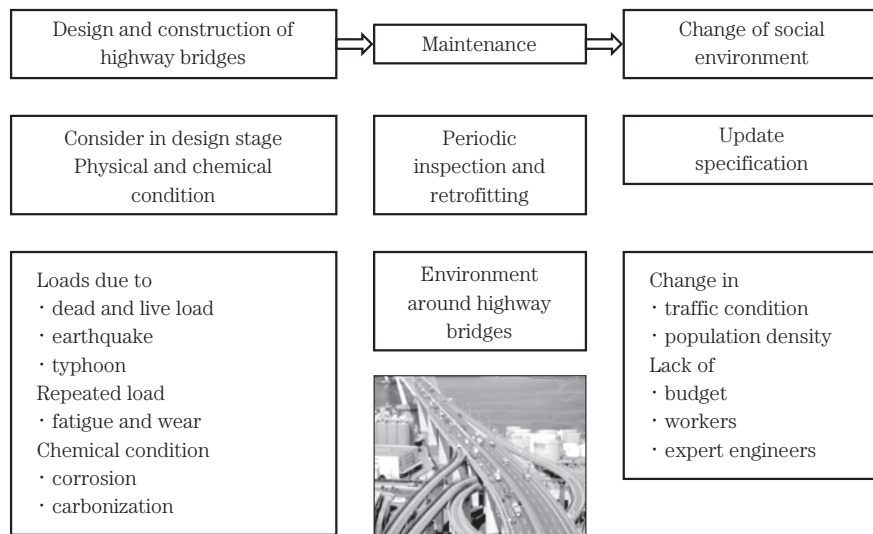 Design and construction of
highway bridges
Maintenance
Change of social
environment
Consider in design stage
Physical and chemical
condition
Periodic
inspection and
retrofitting
Update
specification
Loads due to
・dead and live load
・earthquake
・typhoon
Repeated load
・fatigue and wear
Chemical condition
・corrosion
・carbonization
Environment
around highway
bridges
Change in
・traffic condition
・population density
Lack of
・budget
・workers
・expert engineers